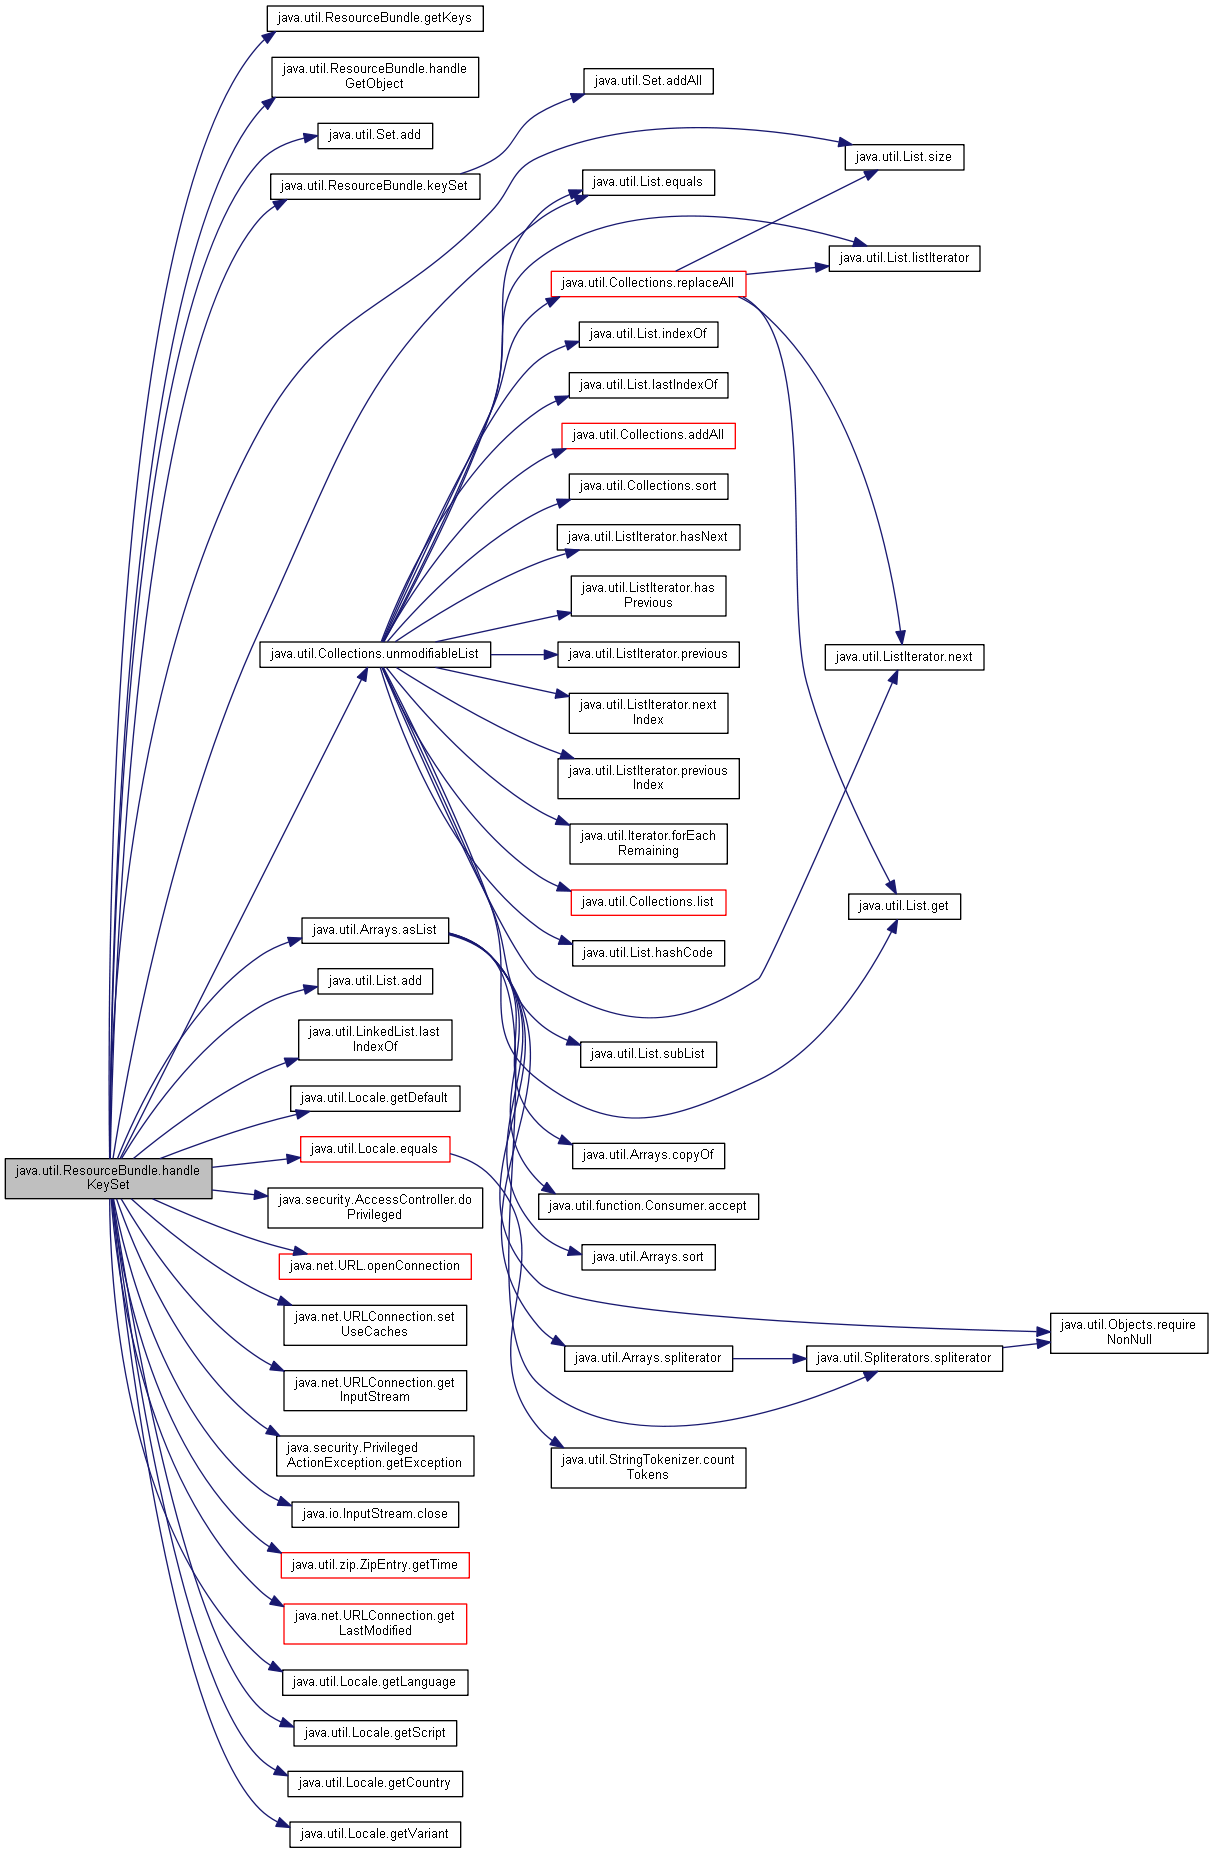 java.util.ResourceBundle.getKeys
java.util.ResourceBundle.handle
GetObject
java.util.Set.addAll
java.util.Set.add
java.util.List.size
java.util.ResourceBundle.keySet
java.util.List.equals
java.util.List.listIterator
java.util.Collections.replaceAll
java.util.List.indexOf
java.util.List.lastIndexOf
java.util.Collections.addAll
java.util.Collections.sort
java.util.ListIterator.hasNext
java.util.ListIterator.has
Previous
java.util.Collections.unmodifiableList
java.util.ListIterator.previous
java.util.ListIterator.next
java.util.ListIterator.next
Index
java.util.ListIterator.previous
Index
java.util.Iterator.forEach
Remaining
java.util.Collections.list
java.util.List.get
java.util.Arrays.asList
java.util.List.hashCode
java.util.List.add
java.util.LinkedList.last
IndexOf
java.util.List.subList
java.util.Locale.getDefault
java.util.Locale.equals
java.util.Arrays.copyOf
java.util.ResourceBundle.handle
KeySet
java.security.AccessController.do
Privileged
java.util.function.Consumer.accept
java.net.URL.openConnection
java.util.Arrays.sort
java.net.URLConnection.set
UseCaches
java.util.Objects.require
NonNull
java.util.Arrays.spliterator
java.util.Spliterators.spliterator
java.net.URLConnection.get
InputStream
java.security.Privileged
ActionException.getException
java.util.StringTokenizer.count
Tokens
java.io.InputStream.close
java.util.zip.ZipEntry.getTime
java.net.URLConnection.get
LastModified
java.util.Locale.getLanguage
java.util.Locale.getScript
java.util.Locale.getCountry
java.util.Locale.getVariant